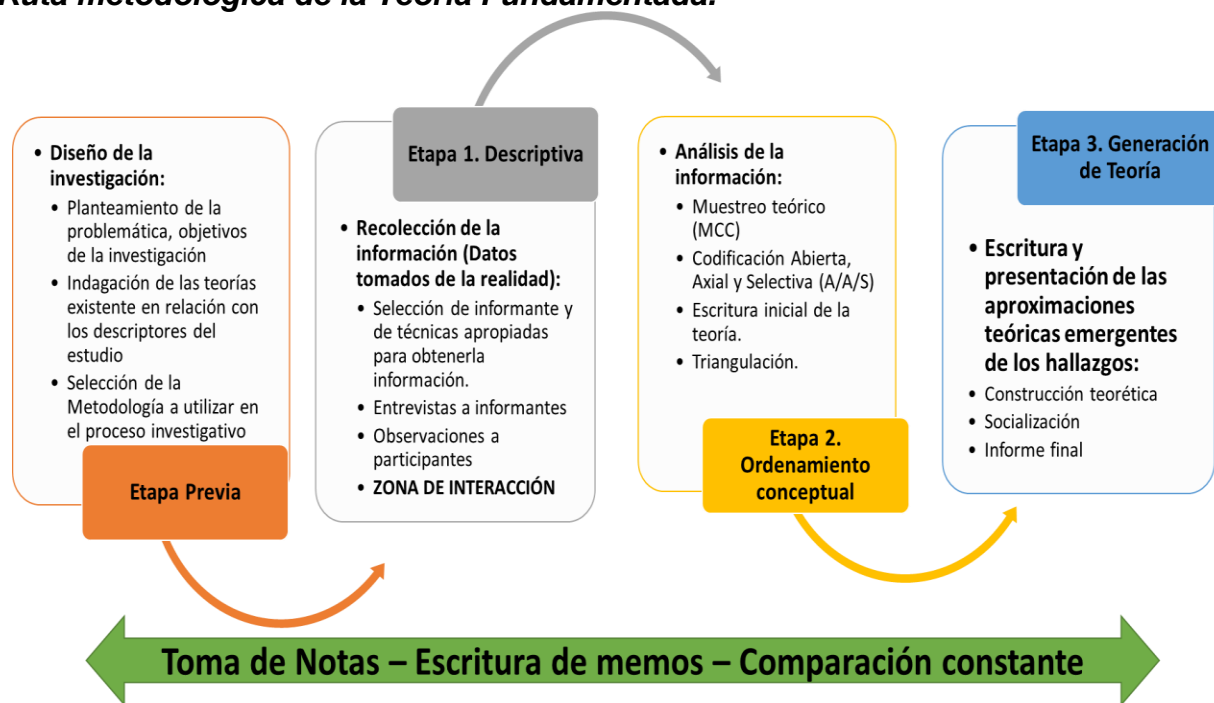 Ruta metodológica de la Teoría Fundamentada.
• Diseño de la
investigación:
• Planteamiento de la
problemática, objetivos
de la investigación
• Indagación de las teorías
existente en relación con
los descriptores del
estudio
• Selección de la
Metodología a utilizar en
el proceso investigativo
Etapa Previa
Etapa 1. Descriptiva
• Recolección de la
información (Datos
tomados de la realidad):
• Selección de informante y
de técnicas apropiadas
para obtenerla
información.
• Entrevistas a informantes
• Observaciones a
participantes
• ZONA DE INTERACCIÓN
• Análisis de la
información:
• Muestreo teórico
(MCC)
• Codificación Abierta,
Axial y Selectiva (A/A/S)
• Escritura inicial de la
teoría.
• Triangulación.
Etapa 2.
Ordenamiento
conceptual
Etapa 3. Generación
de Teoría
• Escritura y
presentación de las
aproximaciones
teóricas emergentes
de los hallazgos:
• Construcción teorética
• Socialización
• Informe final
Toma de Notas – Escritura de memos – Comparación constante